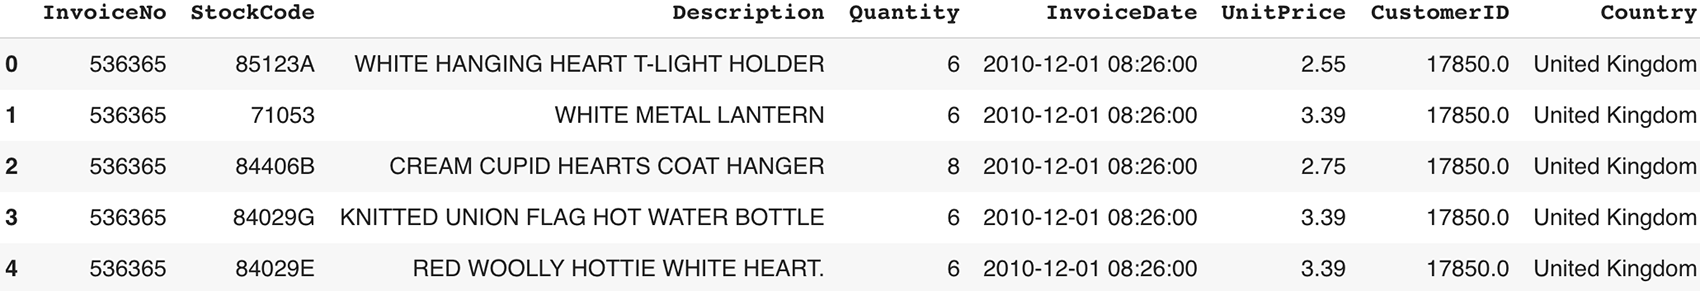 InvoiceNo StockCode Description Quantity InvoiceDate UnitPrice CustomerID Country
0 536365 85123A WHITE HANGING HEART T-LIGHT HOLDER 6 2010-12-01 08:26:00 2.55 17850.0 United Kingdom
1 536365 71053 WHITE METAL LANTERN 6 2010-12-01 08:26:00 3.39 17850.0 United Kingdom
2 536365 84406B CREAM CUPID HEARTS COAT HANGER 8 2010-12-01 08:26:00 2.75 17850.0 United Kingdom
3 536365 84029G KNITTED UNION FLAG HOT WATER BOTTLE 6 2010-12-01 08:26:00 3.39 17850.0 United Kingdom
4 536365 84029E RED WOOLLY HOTTIE WHITE HEART. 6 2010-12-01 08:26:00 3.39 17850.0 United Kingdom